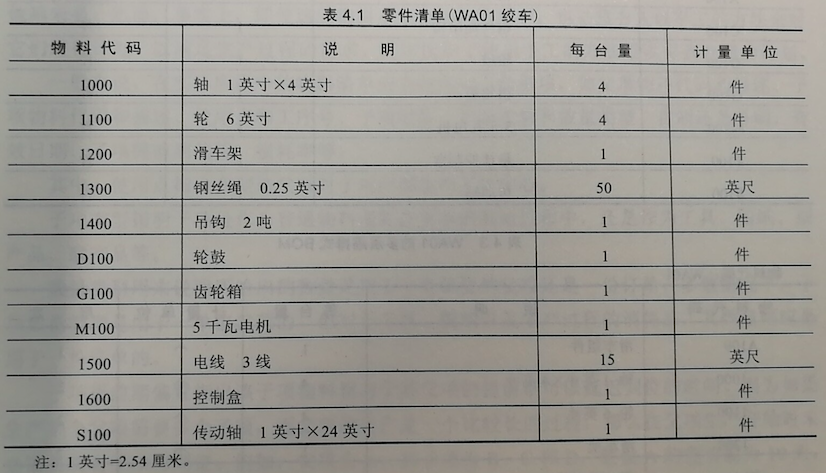 表 4.1 零件清单(WA01 绞车)
物料代码 说 明 每台量 计量单位
1000 轴 1 英寸×4 英寸 4 件
1100 轮 6 英寸 4 件
1200 滑车架 1 件
1300 钢丝绳 0.25 英寸 50 英尺
1400 吊钩 2 吨 1 件
D100 轮鼓 1 件
G100 齿轮箱 1 件
M100 5 千瓦电机 1 件
1500 电线 3 线 15 英尺
1600 控制盒 1 件
S100 传动轴 1 英寸×24 英寸 1 件
注：1 英寸=2.54 厘米。